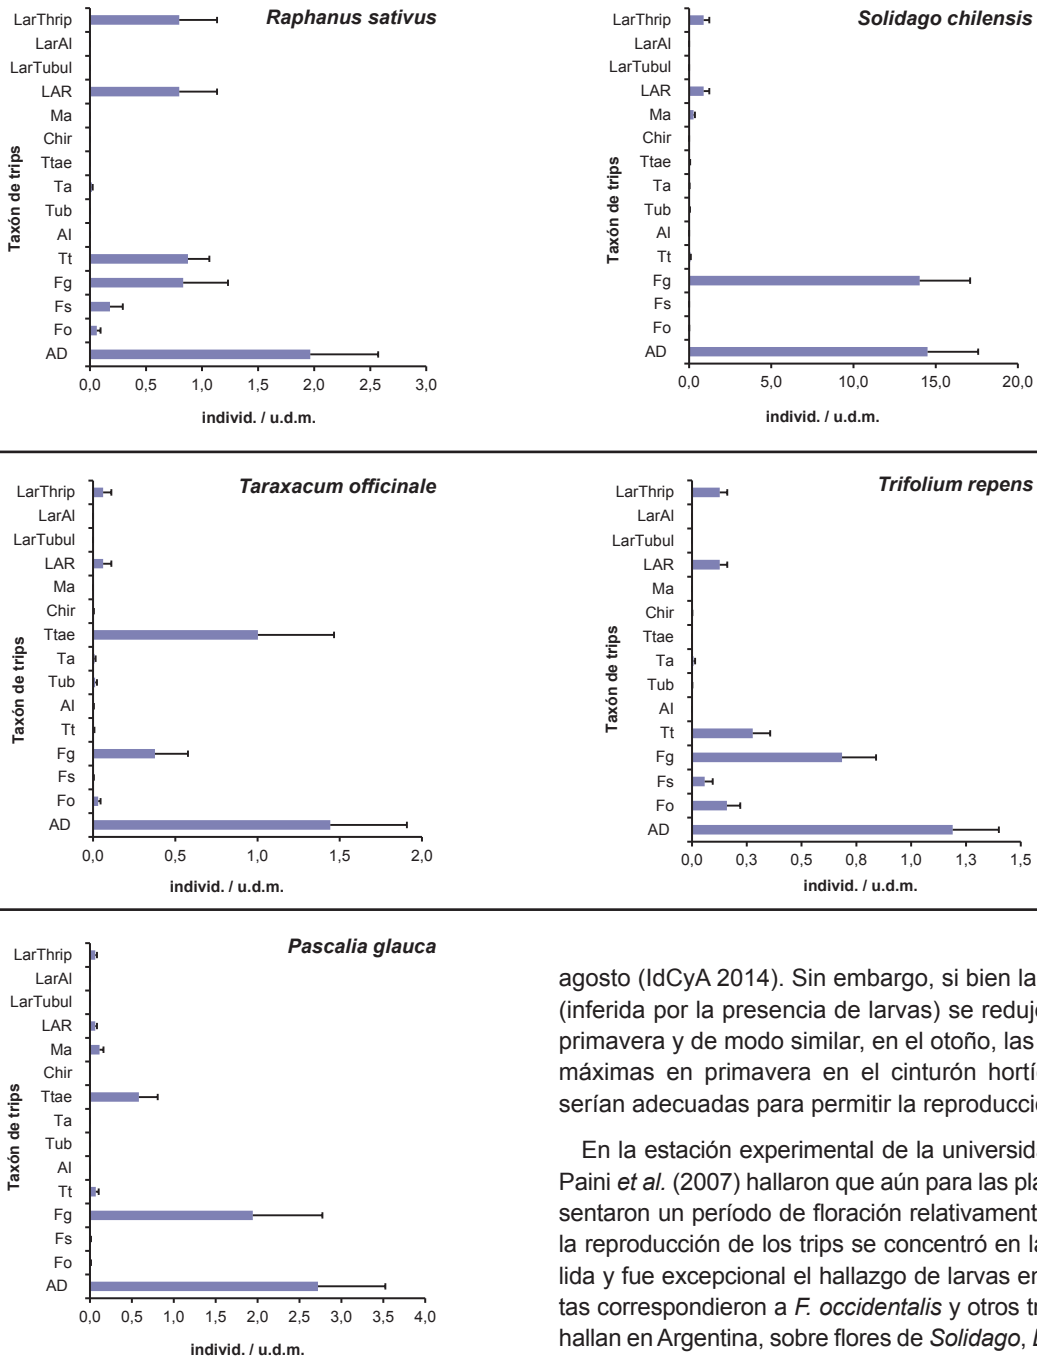 Raphanus sativus
Taxón de trips
LarThrip
LarAl
LarTubul
LAR
Ma
Chir
Ttae
Ta
Tub
Al
Tt
Fg
Fs
Fo
AD
0,0 0,5 1,0 1,5 2,0 2,5 3,0
individ. / u.d.m.
Solidago chilensis
Taxón de trips
LarThrip
LarAl
LarTubul
LAR
Ma
Chir
Ttae
Ta
Tub
Al
Tt
Fg
Fs
Fo
AD
0,0 5,0 10,0 15,0 20,0
individ. / u.d.m.
Taraxacum officinale
Taxón de trips
LarThrip
LarAl
LarTubul
LAR
Ma
Chir
Ttae
Ta
Tub
Al
Tt
Fg
Fs
Fo
AD
0,0 0,5 1,0 1,5 2,0
individ. / u.d.m.
Trifolium repens
Taxón de trips
LarThrip
LarAl
LarTubul
LAR
Ma
Chir
Ttae
Ta
Tub
Al
Tt
Fg
Fs
Fo
AD
0,0 0,3 0,5 0,8 1,0 1,3 1,5
individ. / u.d.m.
Pascalia glauca
Taxón de trips
LarThrip
LarAl
LarTubul
LAR
Ma
Chir
Ttae
Ta
Tub
Al
Tt
Fg
Fs
Fo
AD
0,0 0,5 1,0 1,5 2,0 2,5 3,0 3,5 4,0
individ. / u.d.m.
agosto (IdCyA 2014). Sin embargo, si bien la
(inferida por la presencia de larvas) se reduj
primavera y de modo similar, en el otoño, las
máximas en primavera en el cinturón hortí
serían adecuadas para permitir la reproducci
En la estación experimental de la universid
Paini et al. (2007) hallaron que aún para las pla
sentaron un período de floración relativament
la reproducción de los trips se concentró en la
lida y fue excepcional el hallazgo de larvas en
tas correspondieron a F. occidentalis y otros tr
hallan en Argentina, sobre flores de Solidago,